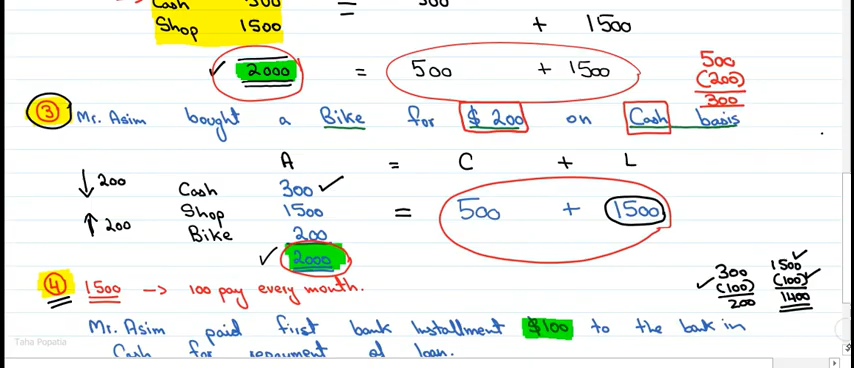 Cash 500 = 500
Shop 1500 + 1500
2000 = 500 + 1500
500
(200)
300
③ Mr. Asim bought a Bike for $ 200 on Cash basis
A = C + L
↓ 200 Cash 300 ✓
↑ 200 Shop 1500 = 500 + 1500
Bike 200
✓ 2000
④ 1500 -> 100 pay every month.
300
(100)
200
1500
(100)
1400
Mr. Asim paid first bank Installment $100 to the bank in
Cash for repayment of loan.
Taha Popatia